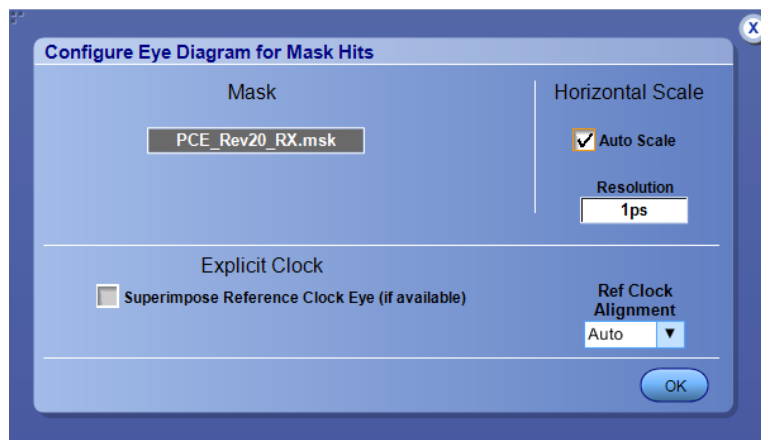 X
Configure Eye Diagram for Mask Hits
Mask
PCE_Rev20_RX.msk
Horizontal Scale
Auto Scale
Resolution
1ps
Explicit Clock
Superimpose Reference Clock Eye (if available)
Ref Clock
Alignment
Auto
OK